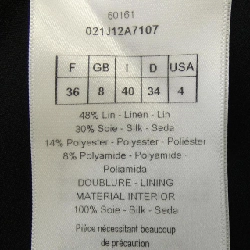 60161
021J12A7107
F GB I D USA
36 8 40 34 4
48% Lin - Linen - Lin
30% Soie - Silk - Seda
14% Polyester - Polyester - Poliéster
8% Polyamide - Polyamide
Poliamida
DOUBLURE - LINING
MATERIAL INTERIOR
100% Soie - Silk - Seda
Pièce nécessitant beaucoup
de précaution